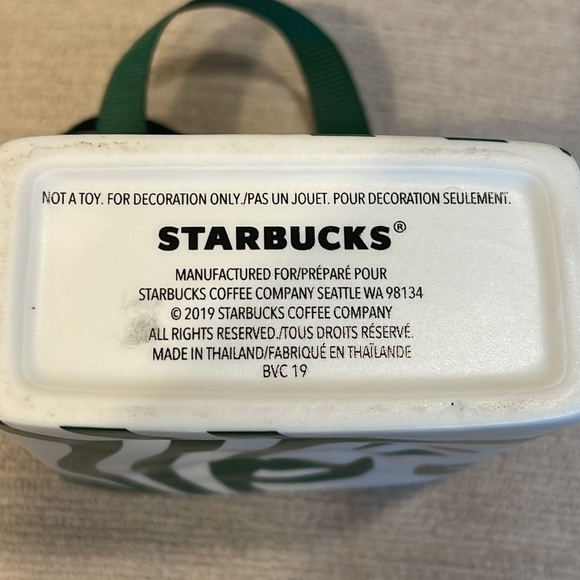 NOT A TOY. FOR DECORATION ONLY./PAS UN JOUET. POUR DECORATION SEULEMENT.
STARBUCKS®
MANUFACTURED FOR/PRÉPARÉ POUR
STARBUCKS COFFEE COMPANY SEATTLE WA 98134
© 2019 STARBUCKS COFFEE COMPANY
ALL RIGHTS RESERVED./TOUS DROITS RÉSERVÉ.
MADE IN THAILAND/FABRIQUÉ EN THAÏLANDE
BVC 19